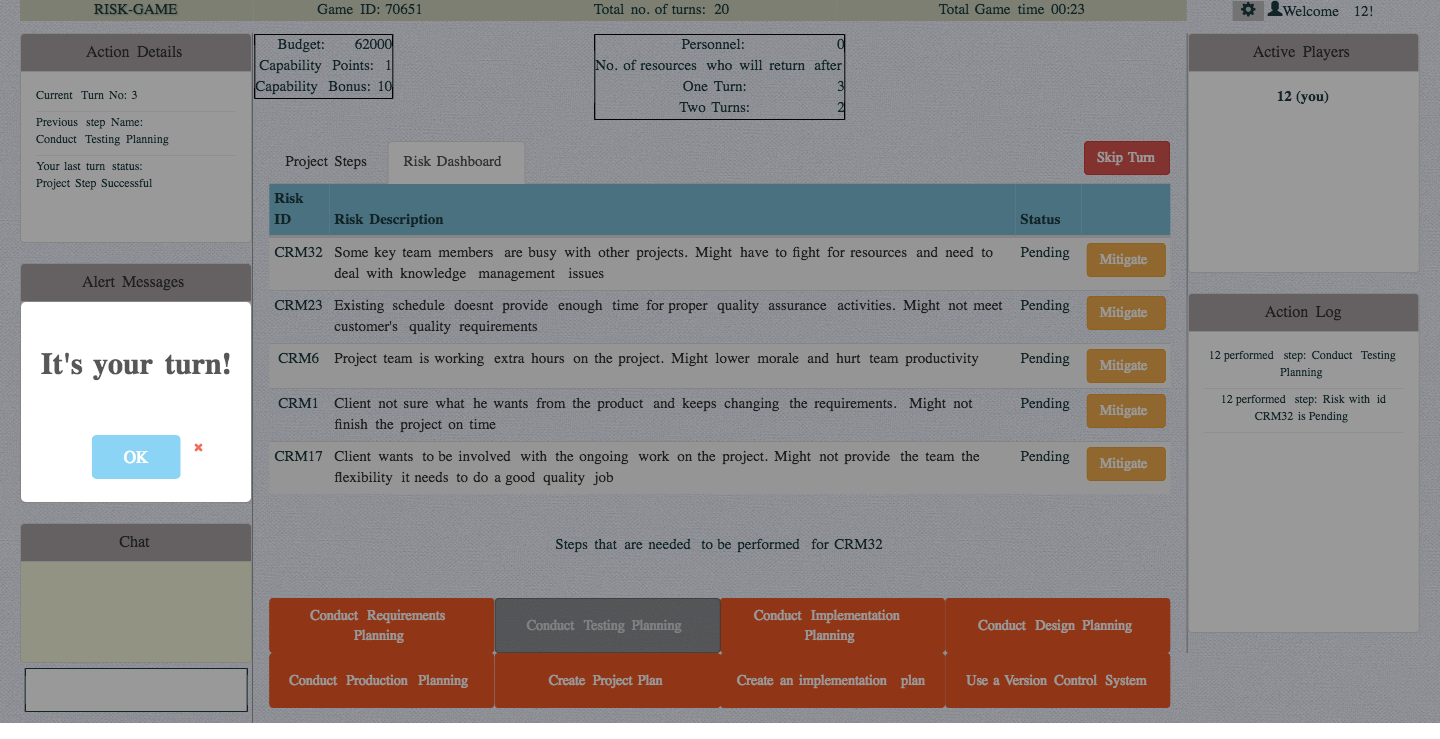 RISK-GAME Game ID: 70651 Total no. of turns: 20 Total Game time 00:23 Welcome 12!
Action Details
Current Turn No: 3
Previous step Name:
Conduct Testing Planning
Your last turn status:
Project Step Successful
Alert Messages
It's your turn!
OK
Chat
Budget: 62000
Capability Points: 1
Capability Bonus: 10
Personnel: 0
No. of resources who will return after
One Turn: 3
Two Turns: 2
Project Steps Risk Dashboard Skip Turn
Risk
ID Risk Description Status
CRM32 Some key team members are busy with other projects. Might have to fight for resources and need to Pending Mitigate
deal with knowledge management issues
CRM23 Existing schedule doesnt provide enough time for proper quality assurance activities. Might not meet Pending Mitigate
customer's quality requirements
CRM6 Project team is working extra hours on the project. Might lower morale and hurt team productivity Pending Mitigate
CRM1 Client not sure what he wants from the product and keeps changing the requirements. Might not Pending Mitigate
finish the project on time
CRM17 Client wants to be involved with the ongoing work on the project. Might not provide the team the Pending Mitigate
flexibility it needs to do a good quality job
Steps that are needed to be performed for CRM32
Conduct Requirements
Planning
Conduct Testing Planning
Conduct Implementation
Planning
Conduct Design Planning
Conduct Production Planning
Create Project Plan
Create an implementation plan
Use a Version Control System
Active Players
12 (you)
Action Log
12 performed step: Conduct Testing
Planning
12 performed step: Risk with id
CRM32 is Pending